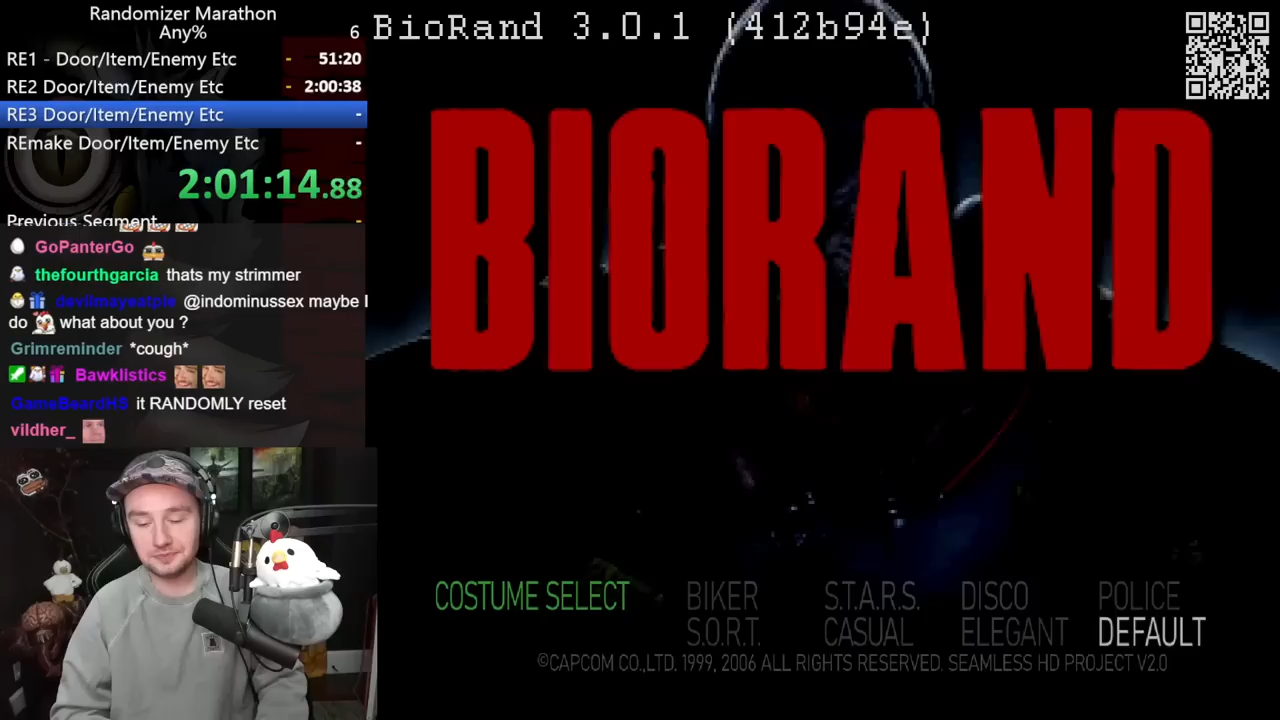 Randomizer Marathon
Any%
6
RE1 - Door/Item/Enemy Etc - 51:20
RE2 Door/Item/Enemy Etc - 2:00:38
RE3 Door/Item/Enemy Etc -
REmake Door/Item/Enemy Etc -
2:01:14.88
Previous Segment -
GoPanterGo
thefourthgarcia thats my strimmer
devilmayeatpie @indominussex maybe I
do what about you ?
Grimreminder *cough*
Bawklistics
GameBeardHS it RANDOMLY reset
vildher_
BioRand 3.0.1 (412b94e)
BIORAND
COSTUME SELECT BIKER S.T.A.R.S. DISCO POLICE
S.O.R.T. CASUAL ELEGANT DEFAULT
©CAPCOM CO.,LTD. 1999, 2006 ALL RIGHTS RESERVED. SEAMLESS HD PROJECT V2.0